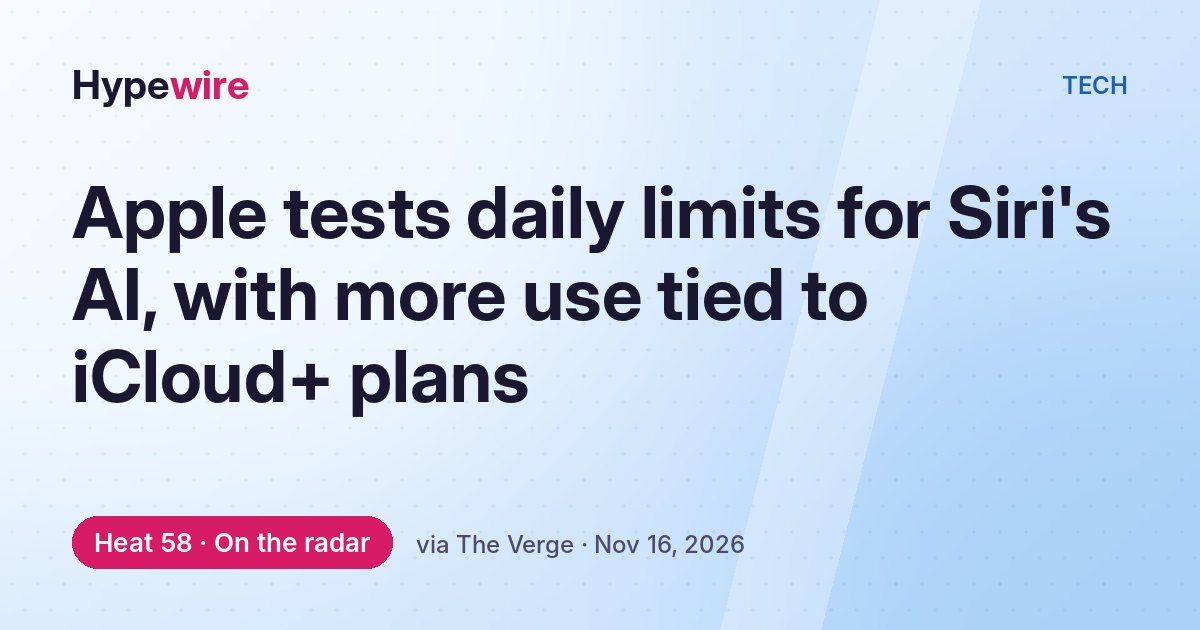 Hypewire
TECH
Apple tests daily limits for Siri's
AI, with more use tied to
iCloud+ plans
Heat 58 · On the radar
via The Verge · Nov 16, 2026